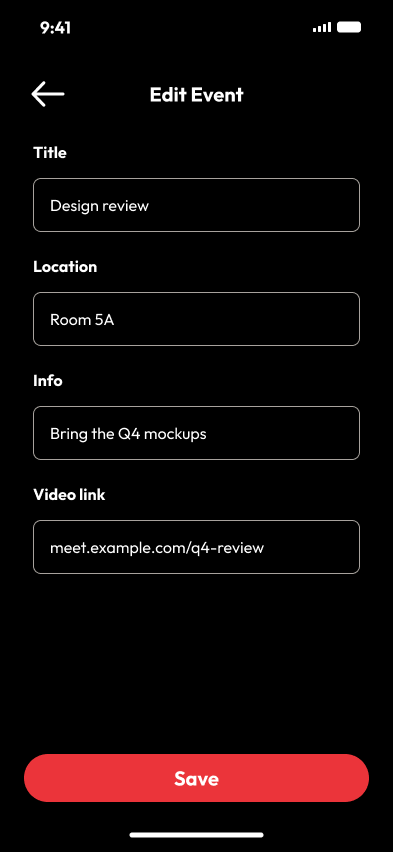 9:41
Edit Event
Title
Design review
Location
Room 5A
Info
Bring the Q4 mockups
Video link
meet.example.com/q4-review
Save